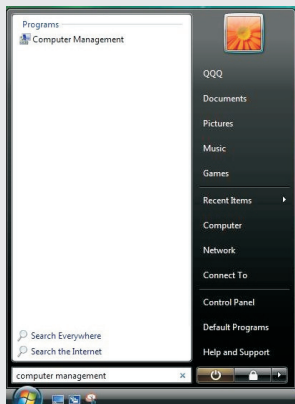 Programs
Computer Management
Search Everywhere
Search the Internet
computer management
QQQ
Documents
Pictures
Music
Games
Recent Items
Computer
Network
Connect To
Control Panel
Default Programs
Help and Support